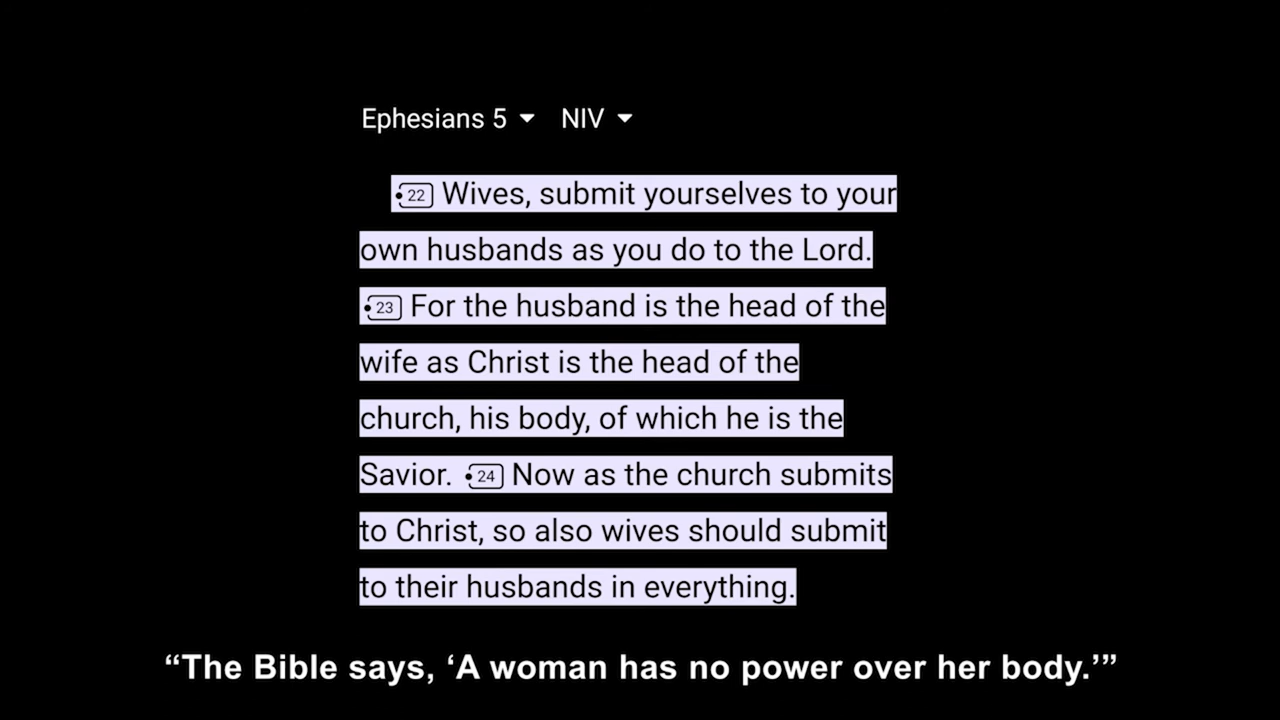 Ephesians 5 NIV
22 Wives, submit yourselves to your
own husbands as you do to the Lord.
23 For the husband is the head of the
wife as Christ is the head of the
church, his body, of which he is the
Savior. 24 Now as the church submits
to Christ, so also wives should submit
to their husbands in everything.
“The Bible says, ‘A woman has no power over her body.’”